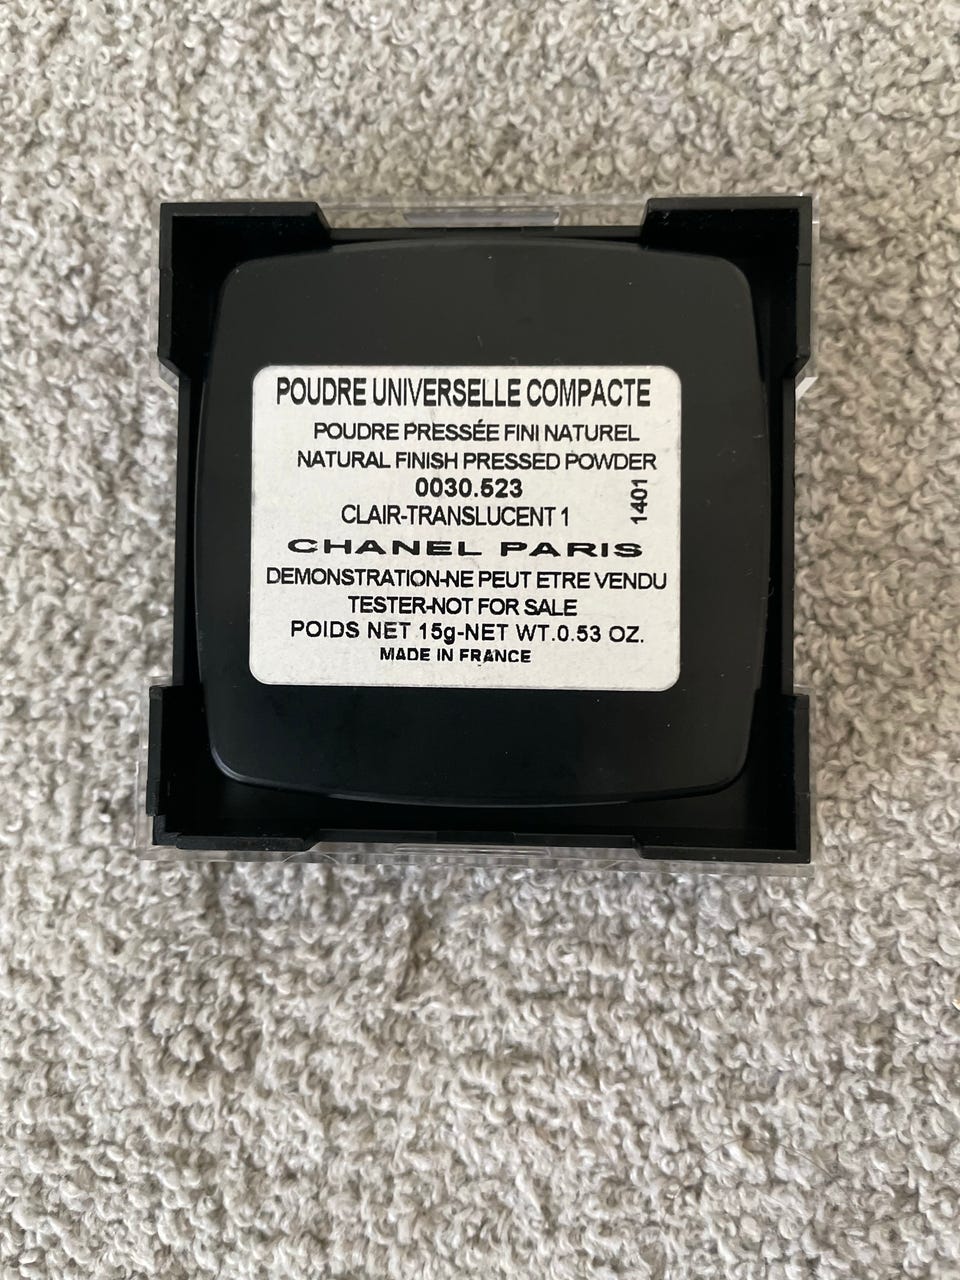 POUDRE UNIVERSELLE COMPACTE
POUDRE PRESSÉE FINI NATUREL
NATURAL FINISH PRESSED POWDER
0030.523
1401
CLAIR-TRANSLUCENT 1
CHANEL PARIS
DEMONSTRATION-NE PEUT ETRE VENDU
TESTER-NOT FOR SALE
POIDS NET 15g-NET WT.0.53 OZ.
MADE IN FRANCE